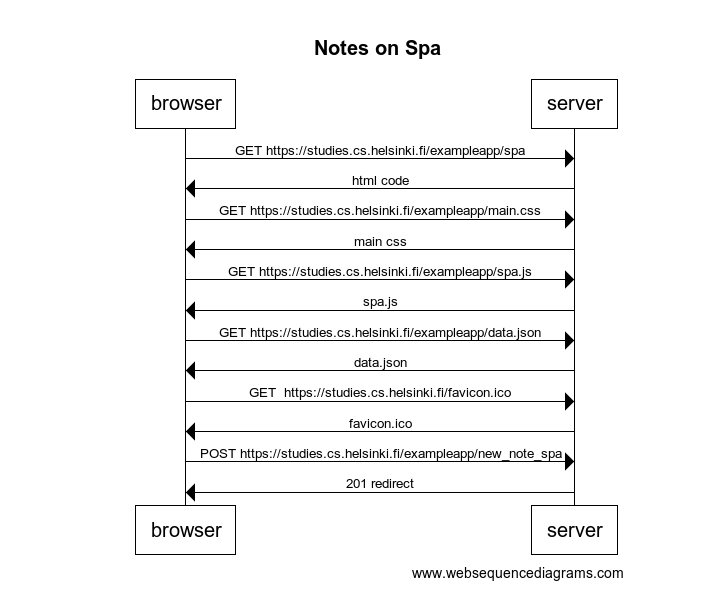 Notes on Spa
browser server
GET https://studies.cs.helsinki.fi/exampleapp/spa
html code
GET https://studies.cs.helsinki.fi/exampleapp/main.css
main css
GET https://studies.cs.helsinki.fi/exampleapp/spa.js
spa.js
GET https://studies.cs.helsinki.fi/exampleapp/data.json
data.json
GET  https://studies.cs.helsinki.fi/favicon.ico
favicon.ico
POST https://studies.cs.helsinki.fi/exampleapp/new_note_spa
201 redirect
browser server
www.websequencediagrams.com